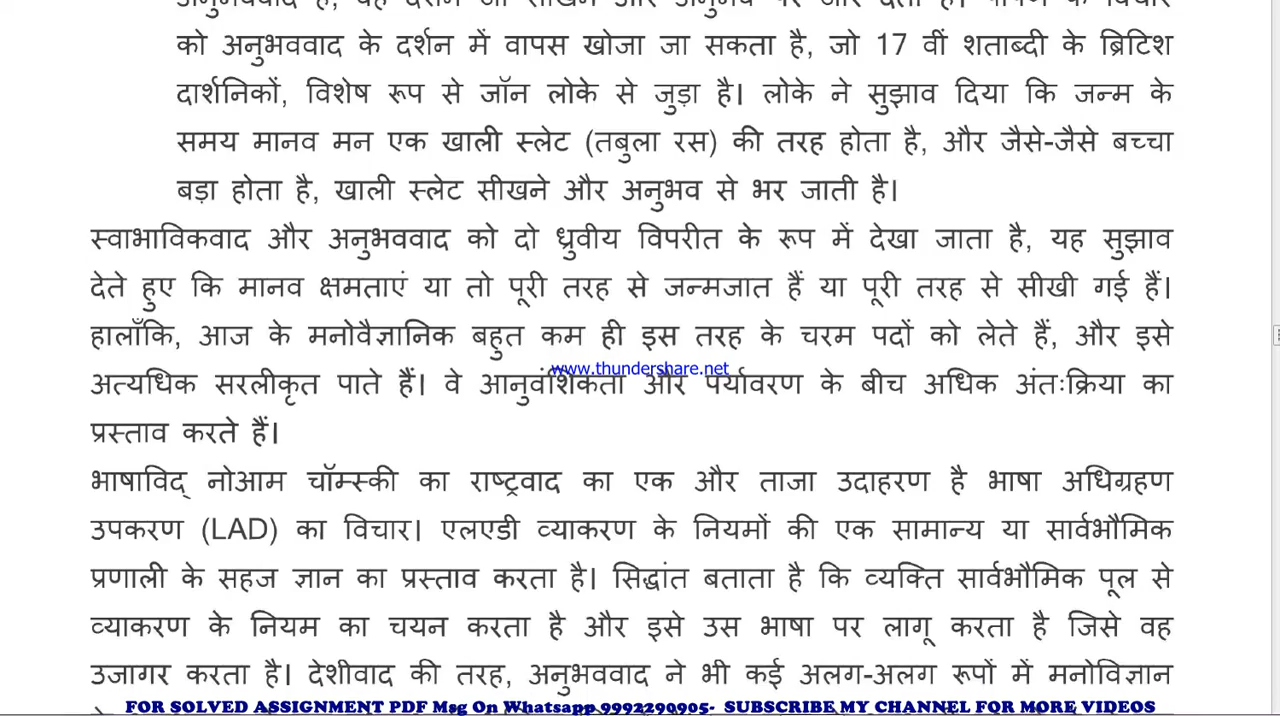 को अनुभववाद के दर्शन में वापस खोजा जा सकता है, जो 17 वीं शताब्दी के ब्रिटिश
दार्शनिकों, विशेष रूप से जॉन लोके से जुड़ा है। लोके ने सुझाव दिया कि जन्म के
समय मानव मन एक खाली स्लेट (तबुला रस) की तरह होता है, और जैसे-जैसे बच्चा
बड़ा होता है, खाली स्लेट सीखने और अनुभव से भर जाती है।
स्वाभाविकवाद और अनुभववाद को दो ध्रुवीय विपरीत के रूप में देखा जाता है, यह सुझाव
देते हुए कि मानव क्षमताएं या तो पूरी तरह से जन्मजात हैं या पूरी तरह से सीखी गई हैं।
हालाँकि, आज के मनोवैज्ञानिक बहुत कम ही इस तरह के चरम पदों को लेते हैं, और इसे
www.thundershare.net
अत्यधिक सरलीकृत पाते हैं। वे आनुवंशिकता और पर्यावरण के बीच अधिक अंतःक्रिया का
प्रस्ताव करते हैं।
भाषाविद् नोआम चॉम्स्की का राष्ट्रवाद का एक और ताजा उदाहरण है भाषा अधिग्रहण
उपकरण (LAD) का विचार। एलएडी व्याकरण के नियमों की एक सामान्य या सार्वभौमिक
प्रणाली के सहज ज्ञान का प्रस्ताव करता है। सिद्धांत बताता है कि व्यक्ति सार्वभौमिक पूल से
व्याकरण के नियम का चयन करता है और इसे उस भाषा पर लागू करता है जिसे वह
उजागर करता है। देशीवाद की तरह, अनुभववाद ने भी कई अलग-अलग रूपों में मनोविज्ञान
FOR SOLVED ASSIGNMENT PDF Msg On Whatsapp 9992290905- SUBSCRIBE MY CHANNEL FOR MORE VIDEOS